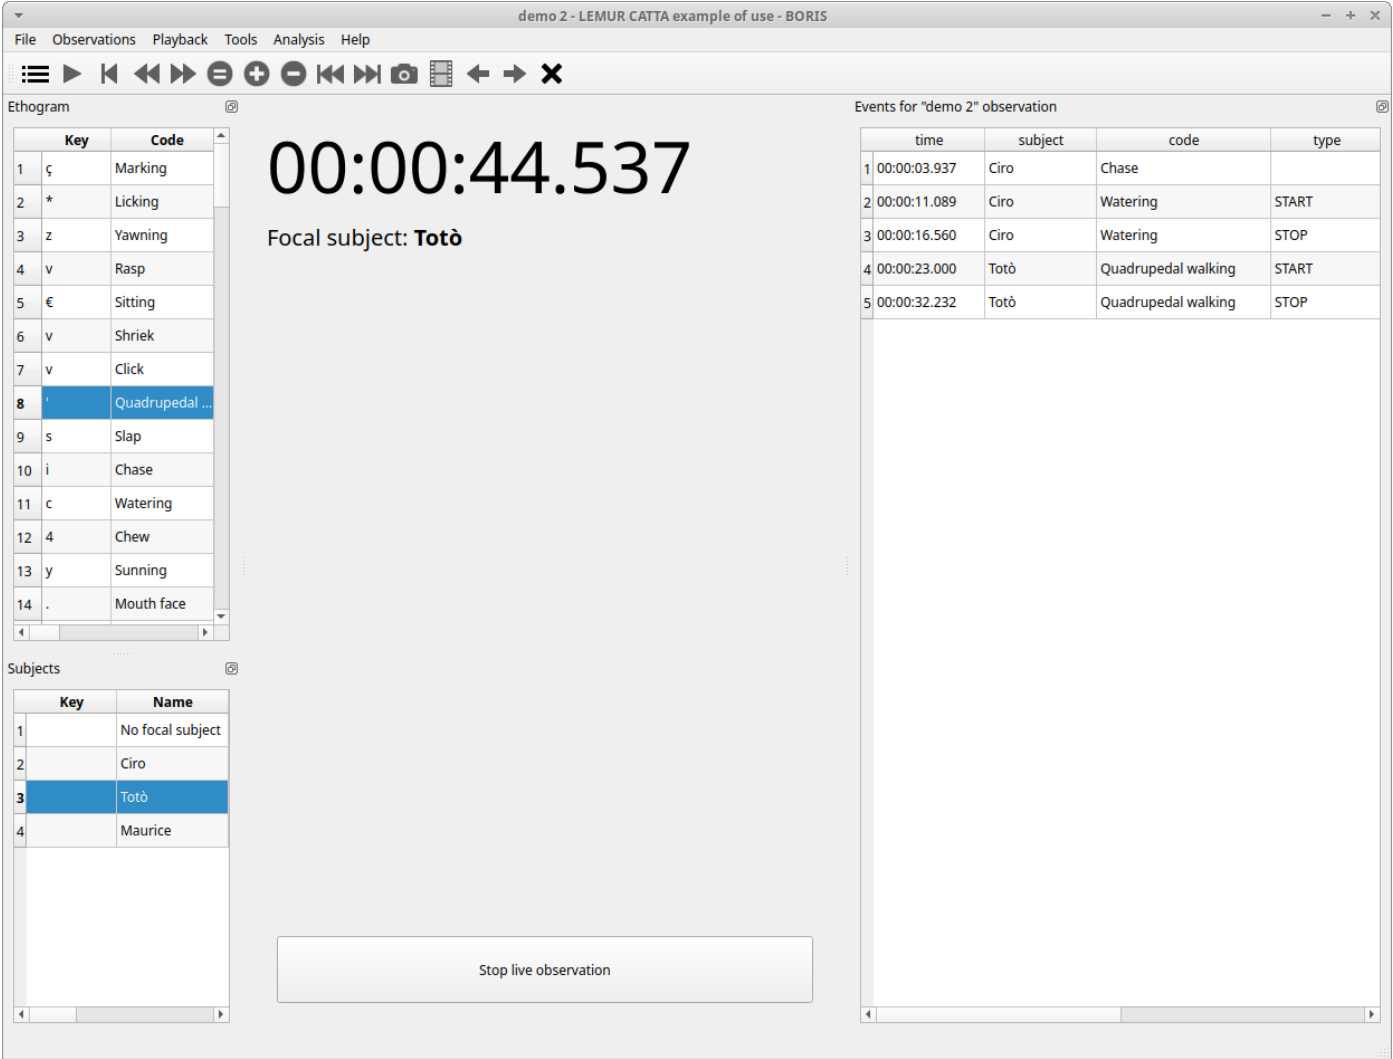 demo 2 - LEMUR CATTA example of use - BORIS
File Observations Playback Tools Analysis Help
Ethogram
Key Code
1 ç Marking
2 * Licking
3 z Yawning
4 v Rasp
5 € Sitting
6 v Shriek
7 v Click
8 ' Quadrupedal ...
9 s Slap
10 i Chase
11 c Watering
12 4 Chew
13 y Sunning
14 . Mouth face
Subjects
Key Name
1 No focal subject
2 Ciro
3 Totò
4 Maurice
00:00:44.537
Focal subject: Totò
Stop live observation
Events for "demo 2" observation
time subject code type
1 00:00:03.937 Ciro Chase
2 00:00:11.089 Ciro Watering START
3 00:00:16.560 Ciro Watering STOP
4 00:00:23.000 Totò Quadrupedal walking START
5 00:00:32.232 Totò Quadrupedal walking STOP